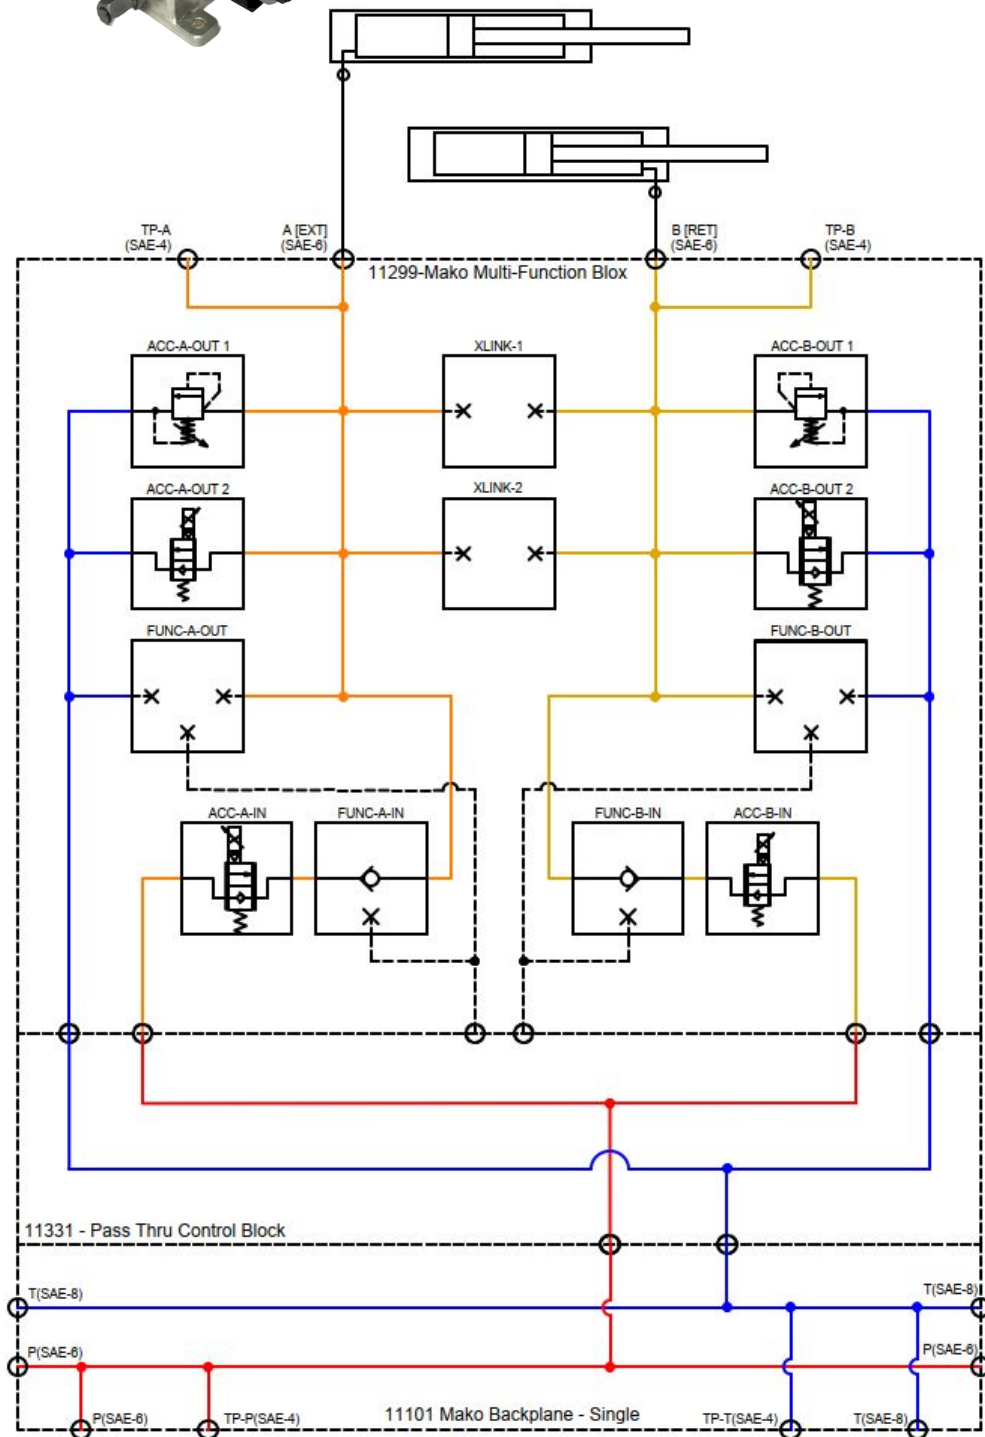 TP-A
(SAE-4)
A [EXT]
(SAE-6)
B [RET]
(SAE-6)
TP-B
(SAE-4)
11299-Mako Multi-Function Blox
ACC-A-OUT 1
XLINK-1
ACC-B-OUT 1
ACC-A-OUT 2
XLINK-2
ACC-B-OUT 2
FUNC-A-OUT
FUNC-B-OUT
ACC-A-IN
FUNC-A-IN
FUNC-B-IN
ACC-B-IN
11331 - Pass Thru Control Block
T(SAE-8)
T(SAE-8)
P(SAE-6)
P(SAE-6)
P(SAE-6)
TP-P(SAE-4)
11101 Mako Backplane - Single
TP-T(SAE-4)
T(SAE-8)